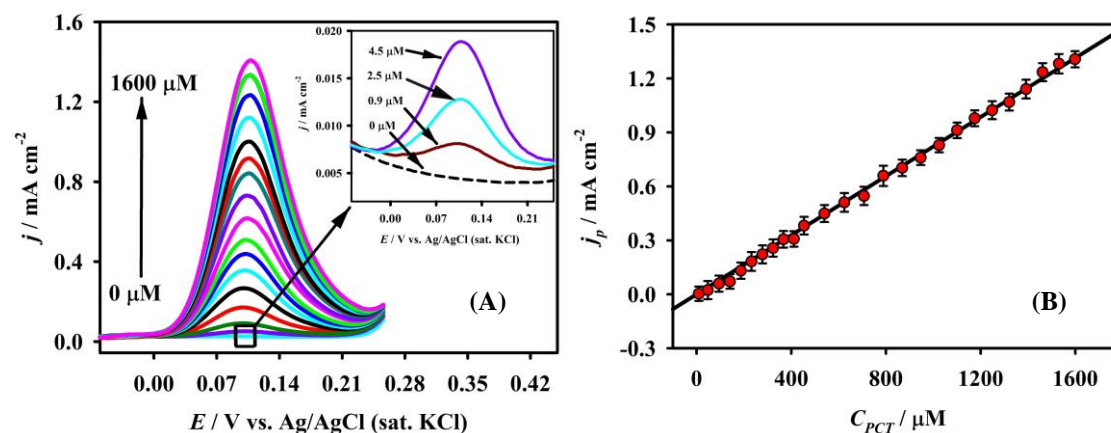 1.6
1.2
0.8
0.4
0.0
j / mA cm-2
1600 μM
0 μM
0.00 0.07 0.14 0.21 0.28 0.35 0.42
E / V vs. Ag/AgCl (sat. KCl)
(A)
0.020
0.015
0.010
0.005
j / mA cm-2
4.5 μM
2.5 μM
0.9 μM
0 μM
0.00 0.07 0.14 0.21
E / V vs. Ag/AgCl (sat. KCl)
1.5
1.2
0.9
0.6
0.3
0.0
-0.3
jp / mA cm-2
(B)
0 400 800 1200 1600
CPCT / μM